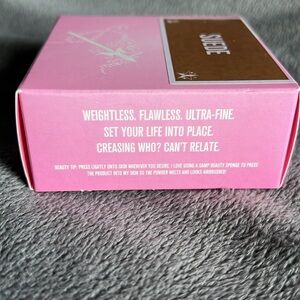 SUEDE
WEIGHTLESS. FLAWLESS. ULTRA-FINE.
SET YOUR LIFE INTO PLACE.
CREASING WHO? CAN'T RELATE.
BEAUTY TIP: PRESS LIGHTLY ONTO SKIN WHEREVER YOU DESIRE. I LOVE USING A DAMP BEAUTY SPONGE TO PRESS
THE PRODUCT INTO MY SKIN SO THE POWDER MELTS AND LOOKS AIRBRUSHED!